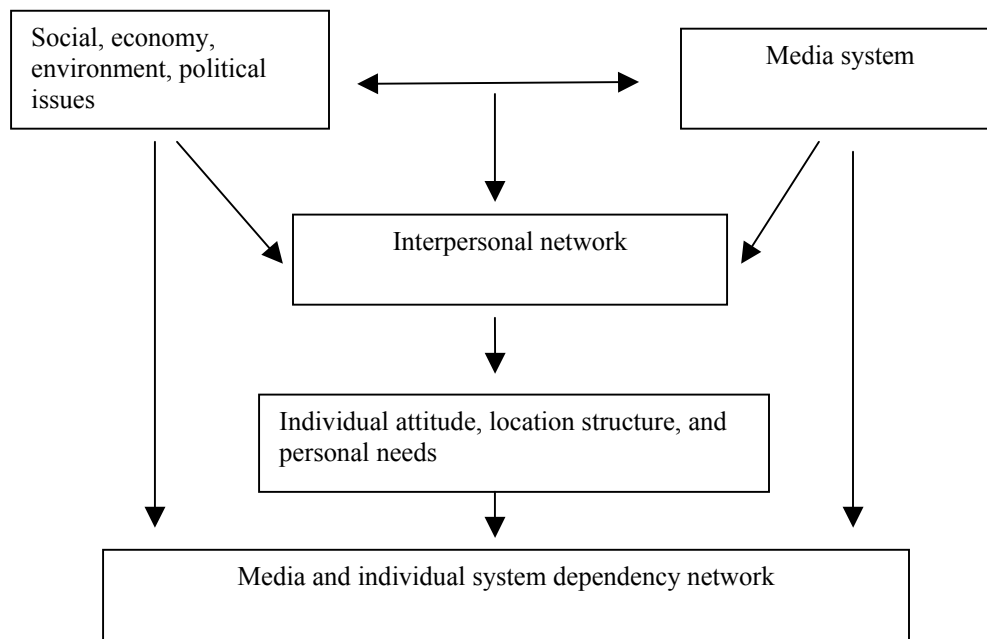 Social, economy,
environment, political
issues
Media system
Interpersonal network
Individual attitude, location structure, and
personal needs
Media and individual system dependency network